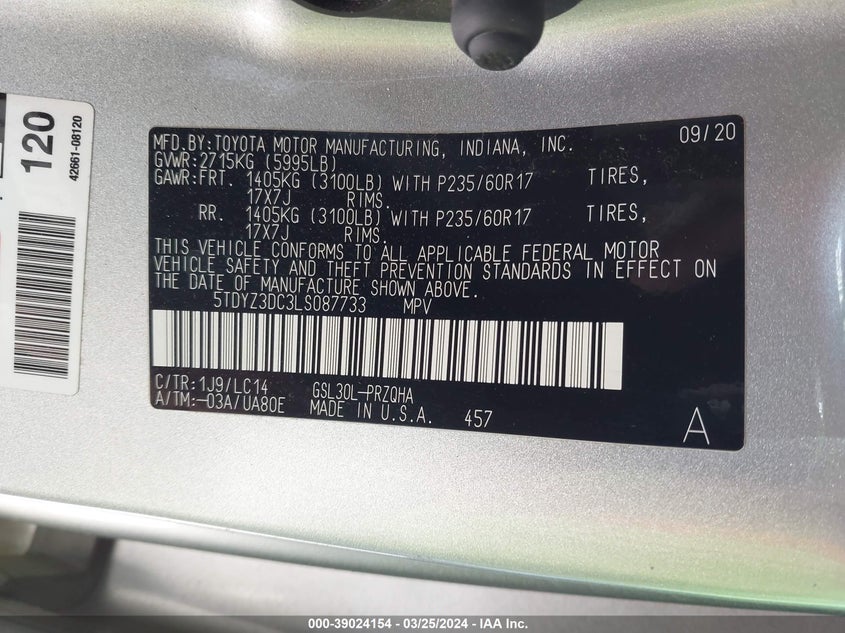 120
42661-08120
MFD.BY:TOYOTA MOTOR MANUFACTURING, INDIANA, INC. 09/20
GVWR:2715KG (5995LB)
GAWR:FRT. 1405KG (3100LB) WITH P235/60R17 TIRES,
17X7J RIMS.
RR. 1405KG (3100LB) WITH P235/60R17 TIRES,
17X7J RIMS.
THIS VEHICLE CONFORMS TO ALL APPLICABLE FEDERAL MOTOR
VEHICLE SAFETY AND THEFT PREVENTION STANDARDS IN EFFECT ON
THE DATE OF MANUFACTURE SHOWN ABOVE.
5TDYZ3DC3LS087733 MPV
C/TR:1J9/LC14 GSL30L-PRZQHA
A/TM:-03A/UA80E MADE IN U.S.A. 457 A
000-39024154 - 03/25/2024 - IAA Inc.